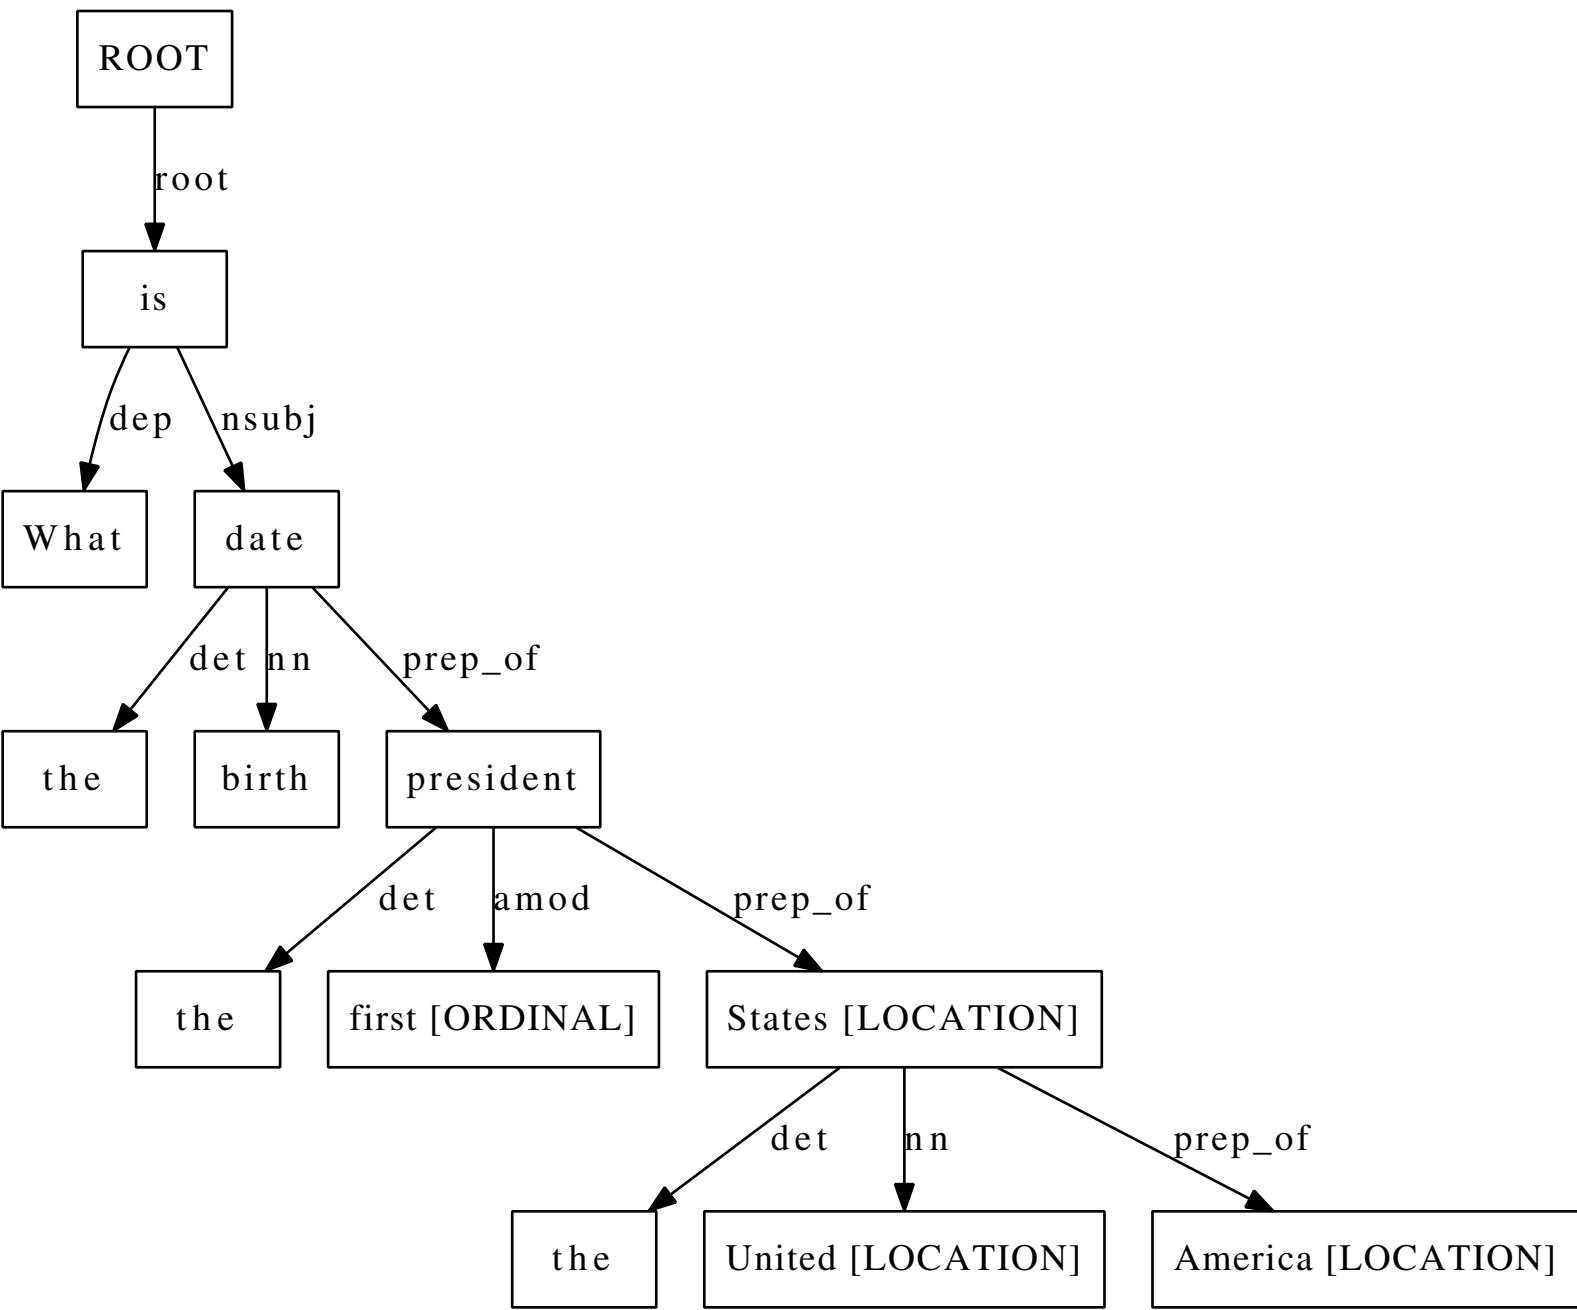 ROOT
root
is
dep nsubj
What date
det nn prep_of
the birth president
det amod prep_of
the first [ORDINAL] States [LOCATION]
det nn prep_of
the United [LOCATION] America [LOCATION]